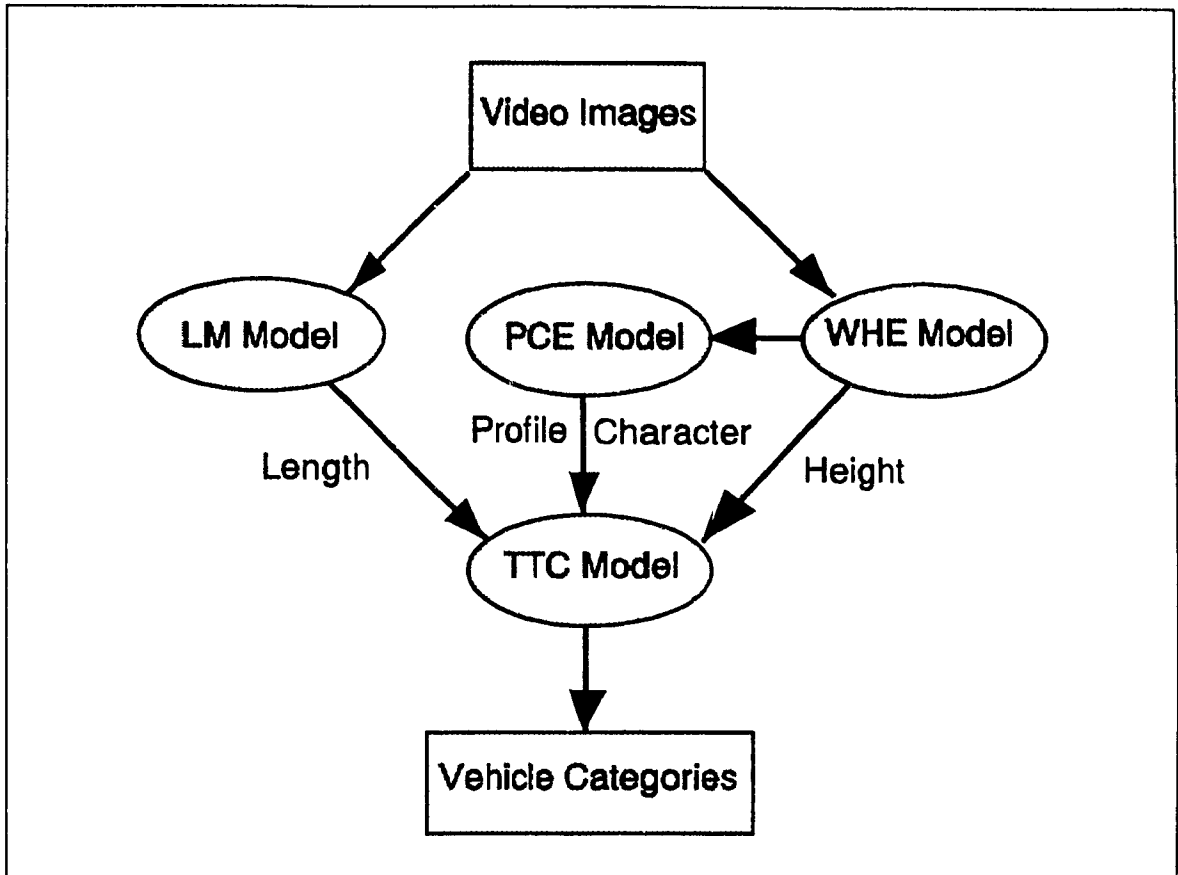 Video Images
LM Model
PCE Model
WHE Model
Profile
Character
Length
Height
TTC Model
Vehicle Categories